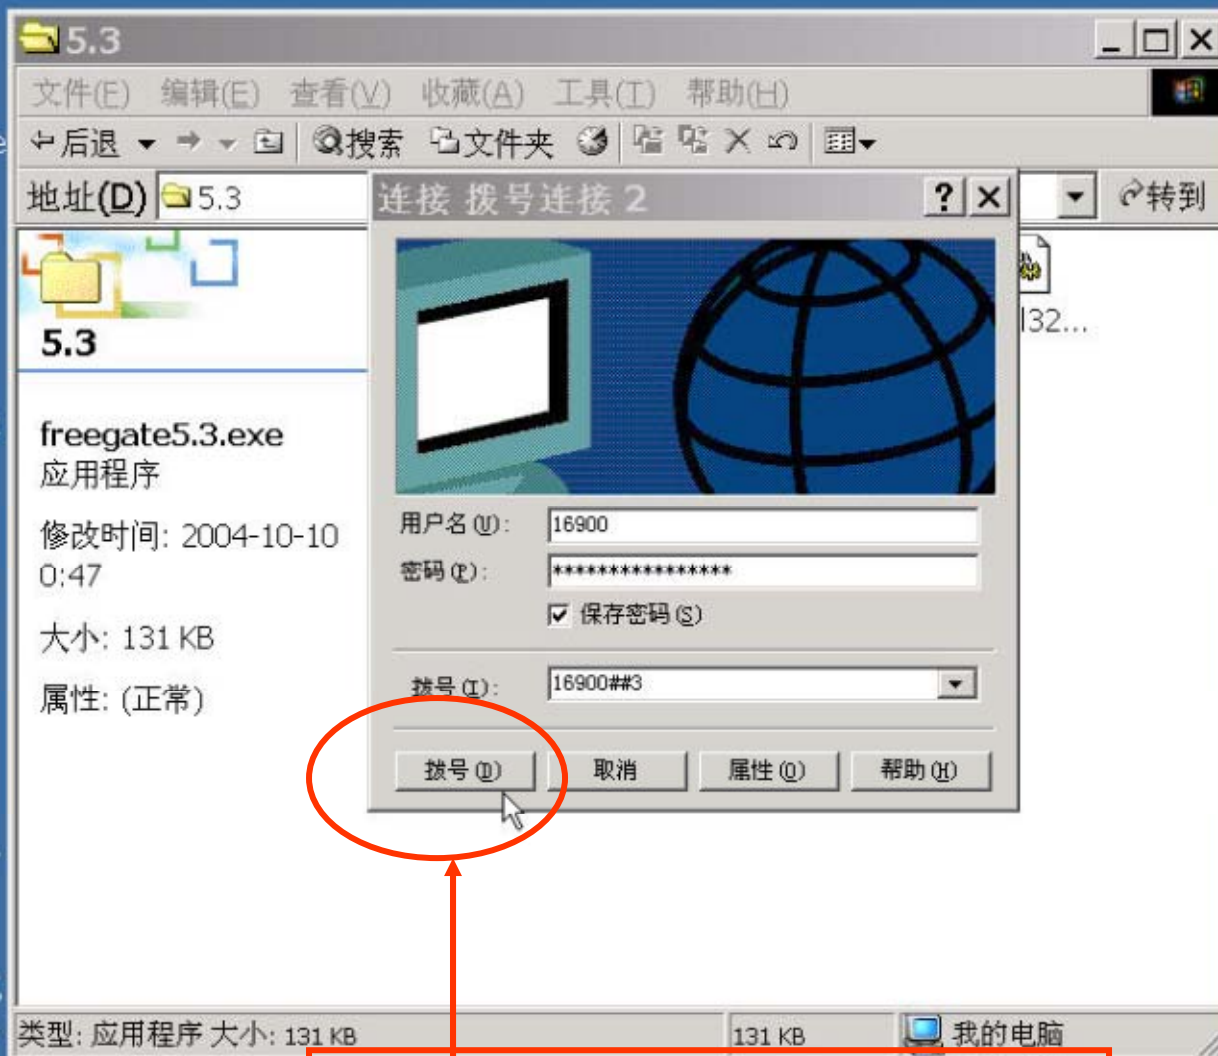 5.3
文件(F) 编辑(E) 查看(V) 收藏(A) 工具(T) 帮助(H)
后退 搜索 文件夹
地址(D) 5.3 转到
连接 拨号连接 2
5.3
l32...
freegate5.3.exe
应用程序
修改时间: 2004-10-10
0:47
大小: 131 KB
属性: (正常)
用户名(U): 16900
密码(P): ****************
保存密码(S)
拨号(I): 16900##3
拨号(D) 取消 属性(O) 帮助(H)
类型: 应用程序 大小: 131 KB 131 KB 我的电脑